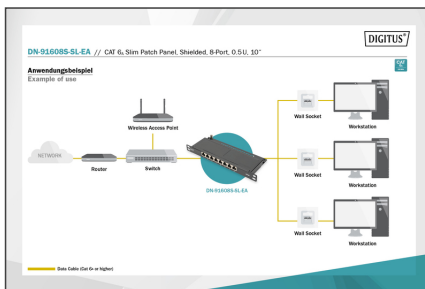 DIGITUS®
DN-91608S-SL-EA // CAT 6A Slim Patch Panel, Shielded, 8-Port, 0.5U, 10"
Anwendungsbeispiel
Example of use
CAT
Wall Socket
Workstation
Wireless Access Point
NETWORK
Router
Switch
DN-91608S-SL-EA
Wall Socket
Workstation
Wall Socket
Workstation
Data Cable (Cat 6A or higher)